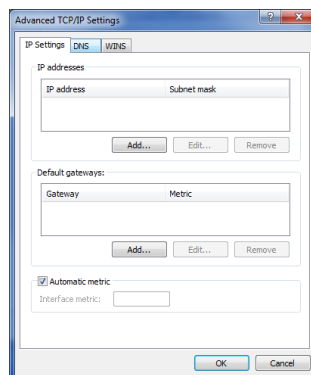 Advanced TCP/IP Settings
IP Settings DNS WINS
IP addresses
IP address Subnet mask
Add... Edit... Remove
Default gateways:
Gateway Metric
Add... Edit... Remove
Automatic metric
Interface metric:
OK Cancel